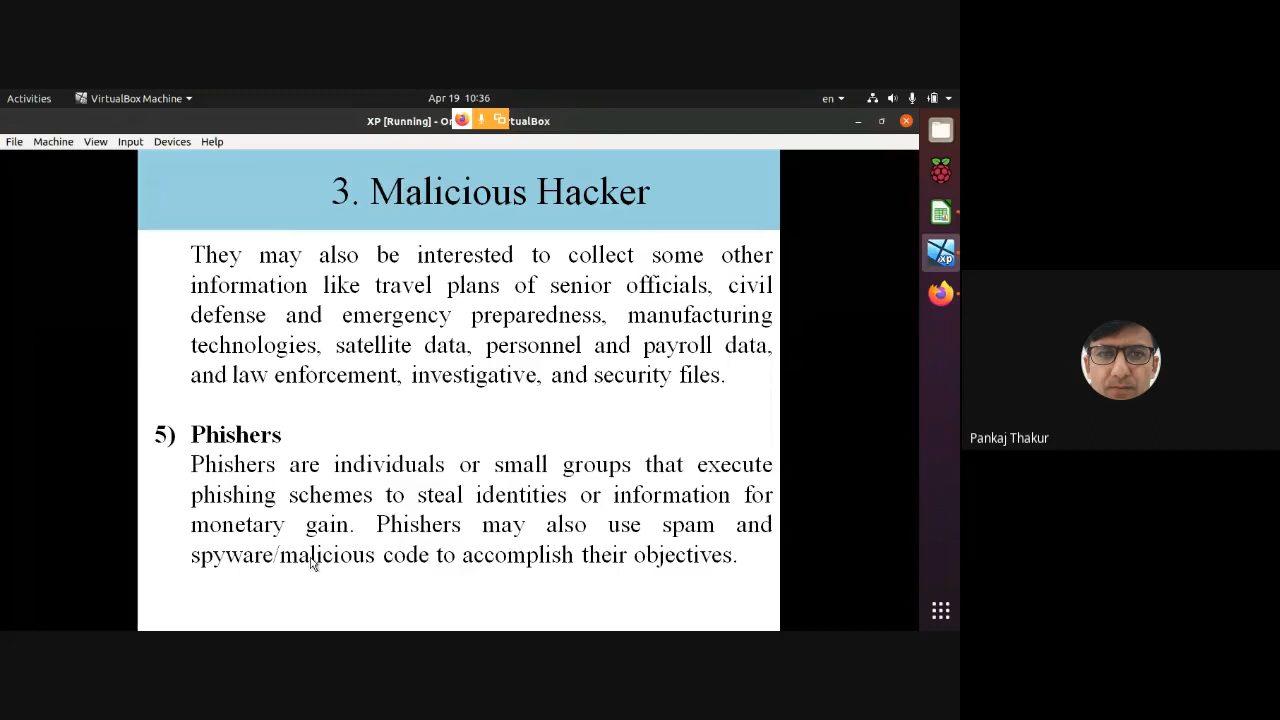 Activities VirtualBox Machine Apr 19 10:36 en
XP [Running] - Or tualBox
File Machine View Input Devices Help
3. Malicious Hacker
They may also be interested to collect some other
information like travel plans of senior officials, civil
defense and emergency preparedness, manufacturing
technologies, satellite data, personnel and payroll data,
and law enforcement, investigative, and security files.
5) Phishers
Phishers are individuals or small groups that execute
phishing schemes to steal identities or information for
monetary gain. Phishers may also use spam and
spyware/malicious code to accomplish their objectives.
xp
Pankaj Thakur